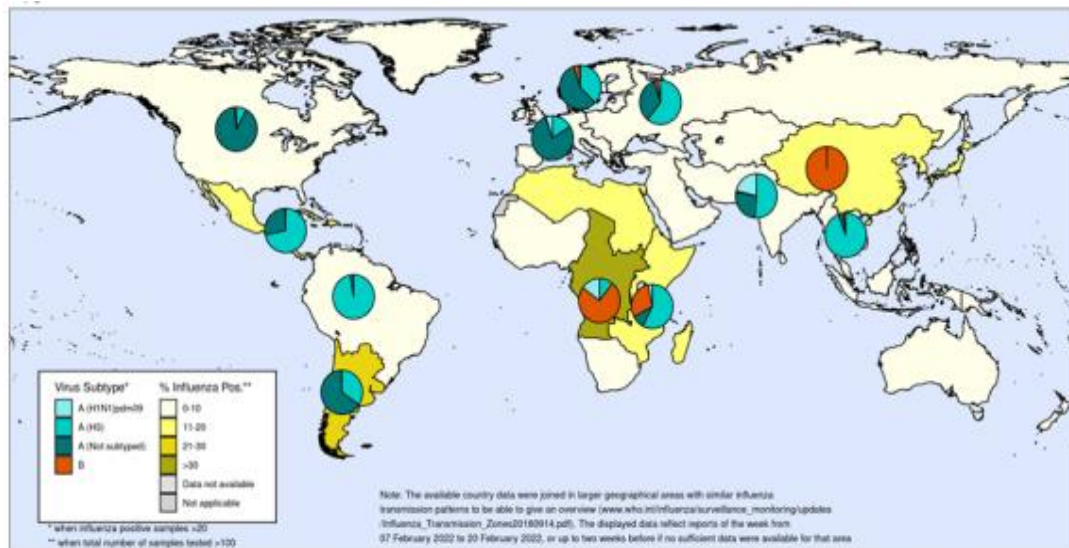 Virus Subtype*
A (H1N1)pdm09
A (H3)
A (Not subtyped)
B
% Influenza Pos.**
0-10
11-20
21-30
>30
Data not available
Not applicable
* when influenza positive samples >20
** when total number of samples tested >100
Note: The available country data were joined in larger geographical areas with similar influenza
transmission patterns to be able to give an overview (www.who.int/influenza/surveillance_monitoring/updates
/Influenza_Transmission_Zones20180914.pdf). The displayed data reflect reports of the week from
07 February 2022 to 20 February 2022, or up to two weeks before if no sufficient data were available for that area